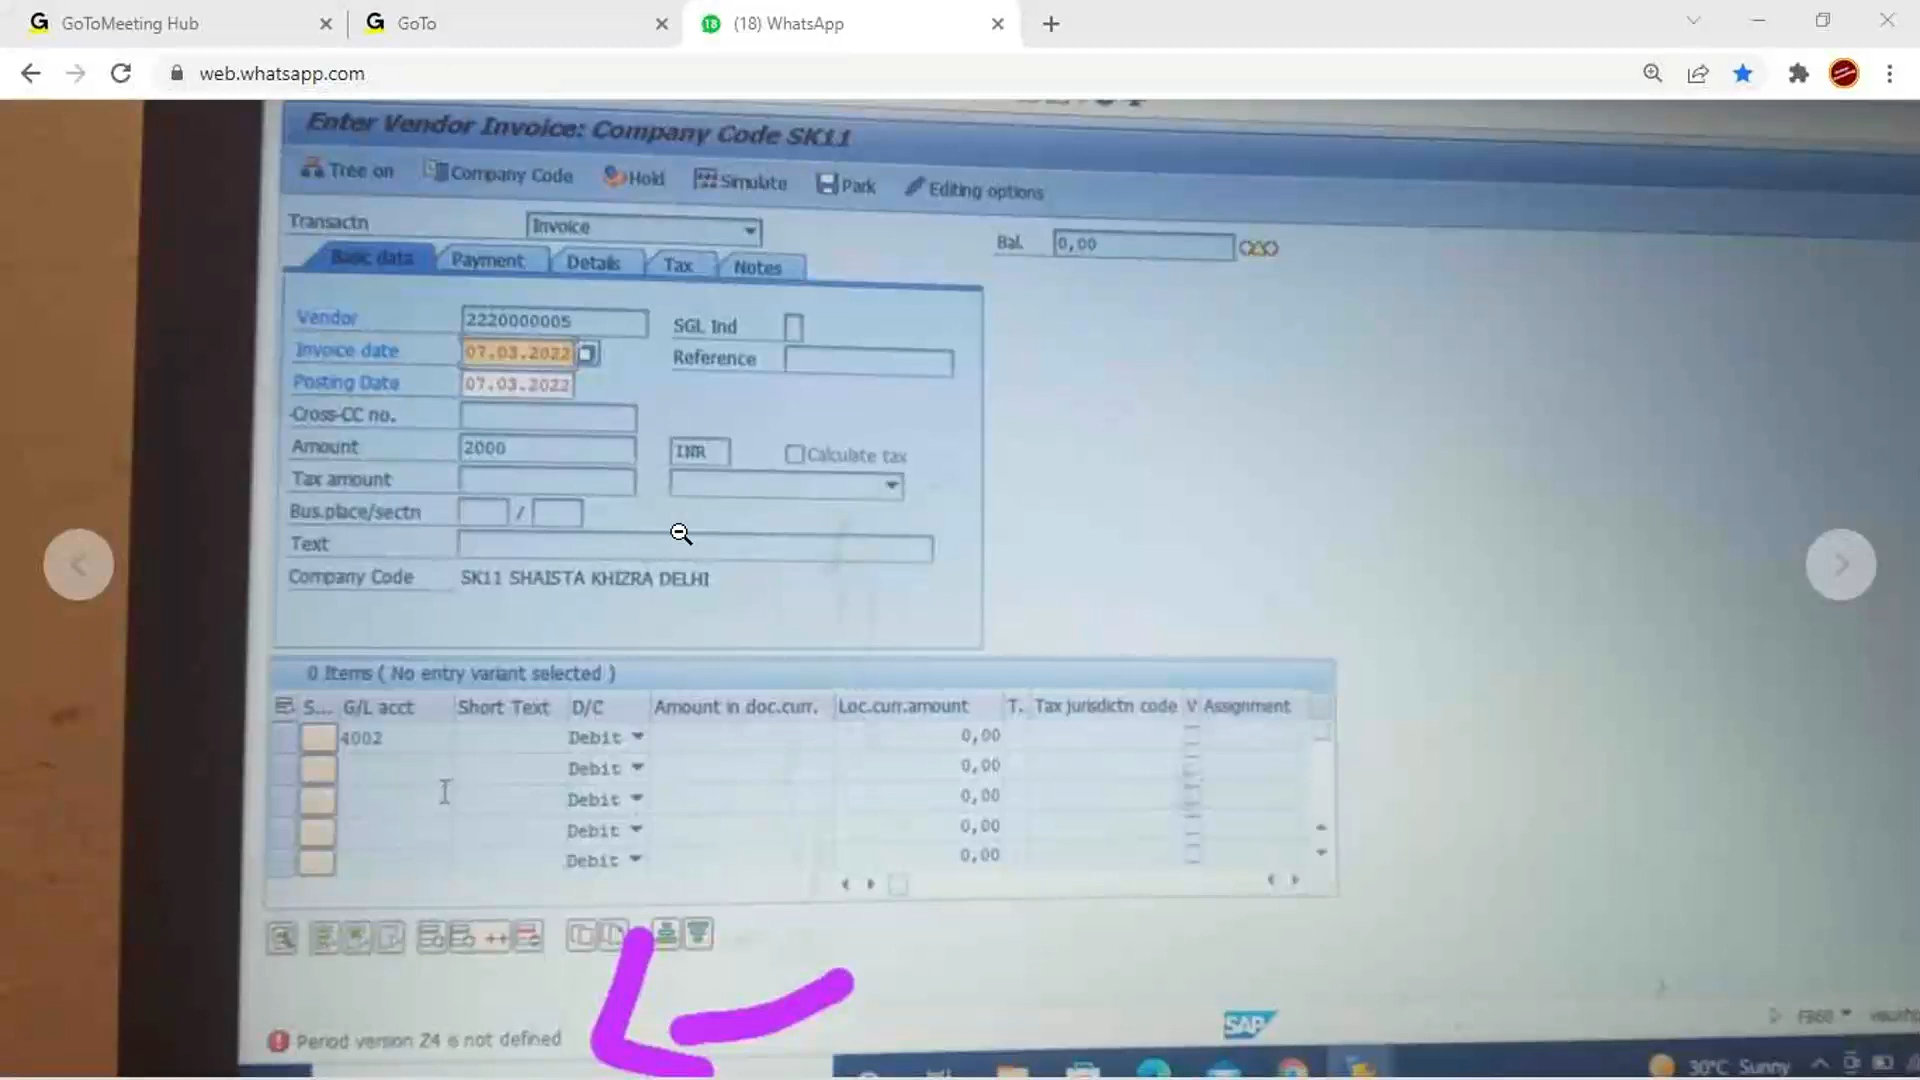 GoToMeeting Hub
GoTo
(18) WhatsApp
web.whatsapp.com
Enter Vendor Invoice: Company Code SK11
Tree on Company Code Hold Simulate Park Editing options
Transactn Invoice
Bal. 0,00
Basic data Payment Details Tax Notes
Vendor 2220000005 SGL Ind
Invoice date 07.03.2022 Reference
Posting Date 07.03.2022
Cross-CC no.
Amount 2000 INR Calculate tax
Tax amount
Bus.place/sectn /
Text
Company Code SK11 SHAISTA KHIZRA DELHI
0 Items ( No entry variant selected )
S... G/L acct Short Text D/C Amount in doc.curr. Loc.curr.amount T. Tax jurisdictn code V Assignment
4002 Debit 0,00
Debit 0,00
Debit 0,00
Debit 0,00
Debit 0,00
Period version Z4 is not defined
SAP
FB60
30°C Sunny